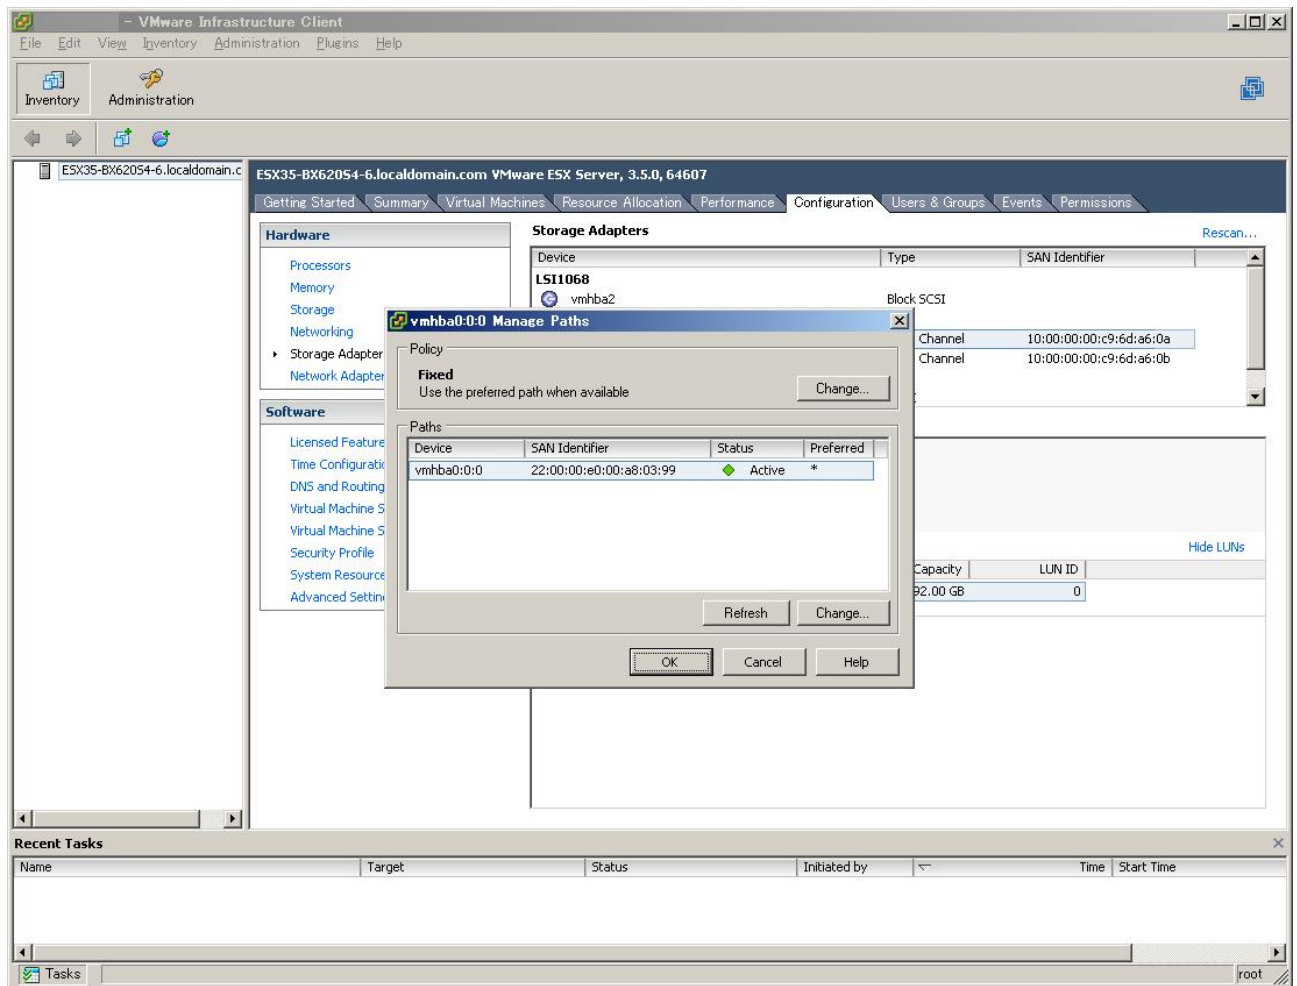 - VMware Infrastructure Client
File Edit View Inventory Administration Plugins Help
Inventory Administration
ESX35-BX620S4-6.localdomain.c
ESX35-BX620S4-6.localdomain.com VMware ESX Server, 3.5.0, 64607
Getting Started Summary Virtual Machines Resource Allocation Performance Configuration Users & Groups Events Permissions
Hardware
Processors
Memory
Storage
Networking
Storage Adapter
Network Adapter
Software
Licensed Feature
Time Configuratio
DNS and Routing
Virtual Machine S
Virtual Machine S
Security Profile
System Resource
Advanced Settin
Storage Adapters
Rescan...
Device Type SAN Identifier
LSI1068
vmhba2 Block SCSI
Channel 10:00:00:00:c9:6d:a6:0a
Channel 10:00:00:00:c9:6d:a6:0b
Hide LUNs
Capacity LUN ID
92.00 GB 0
vmhba0:0:0 Manage Paths
Policy
Fixed
Use the preferred path when available
Change...
Paths
Device SAN Identifier Status Preferred
vmhba0:0:0 22:00:00:e0:00:a8:03:99 Active *
Refresh Change...
OK Cancel Help
Recent Tasks
Name Target Status Initiated by Time Start Time
Tasks root